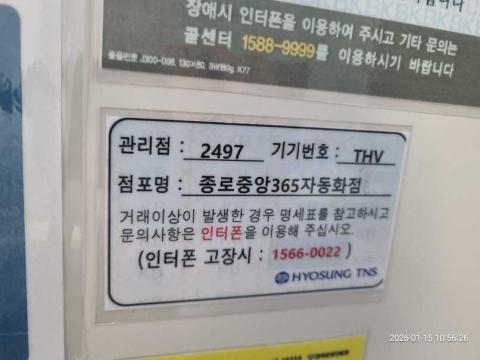 장애시 인터폰을 이용하여 주시고 기타 문의는
콜센터 1588-9999를 이용하시기 바랍니다
관리점 : 2497 기기번호 : THV
점포명 : 종로중앙365자동화점
거래이상이 발생한 경우 명세표를 참고하시고
문의사항은 인터폰을 이용해 주십시오.
(인터폰 고장시 : 1566-0022)
HYOSUNG TNS
2026-01-15 10:56:26